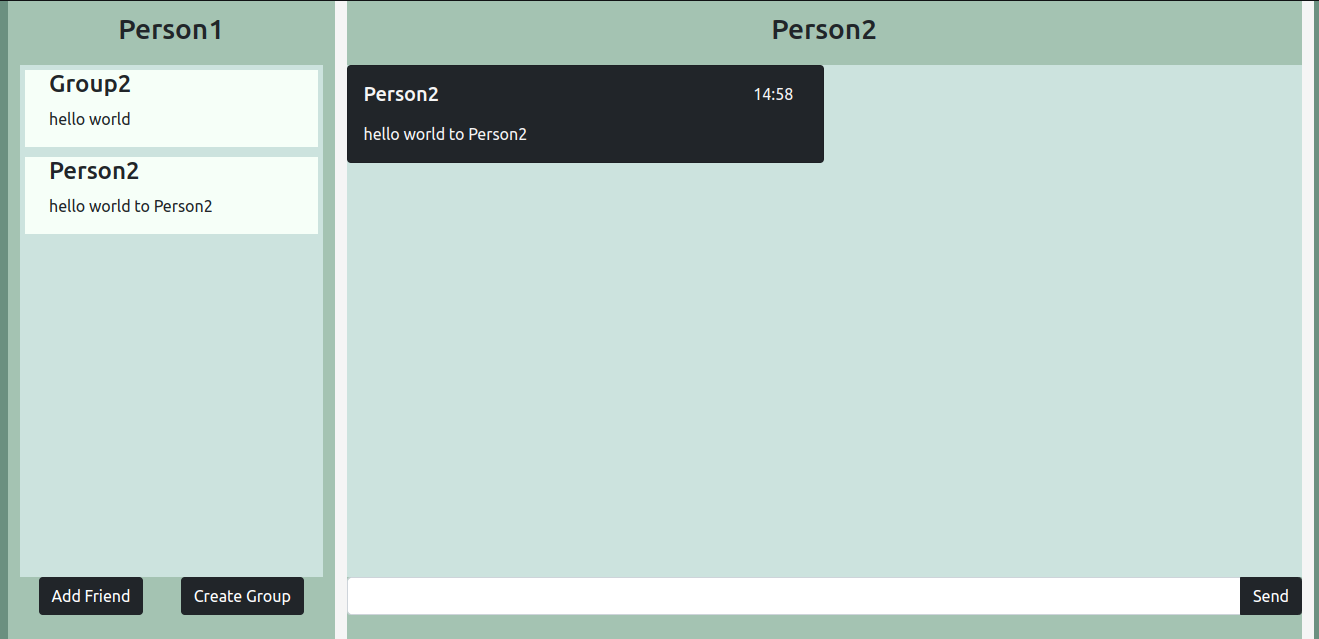 Person1
Group2
hello world
Person2
hello world to Person2
Add Friend
Create Group
Person2
Person2
14:58
hello world to Person2
Send